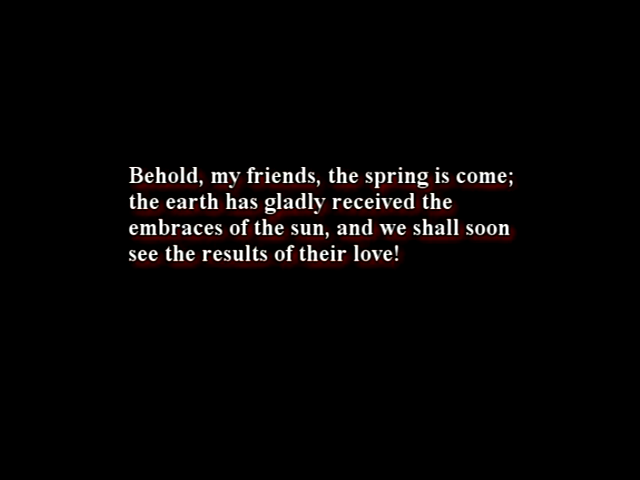 Behold, my friends, the spring is come;
the earth has gladly received the
embraces of the sun, and we shall soon
see the results of their love!